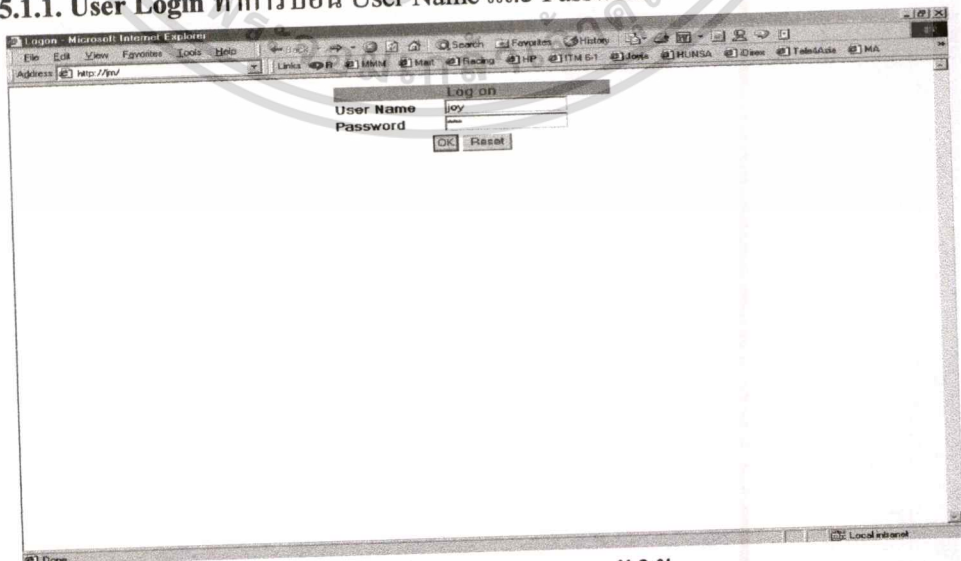 5.1.1. User Login ทำการป้อน User Name และ
Logon - Microsoft Internet Explorer
File Edit View Favorites Tools Help
Search Favorites History
Address http://jm/
Links MMM Mail Racing HP ITM 6-1 HUNSA Direx Tele4Asia MA
Log on
User Name joy
Password ****
OK Reset
Done
Local intranet